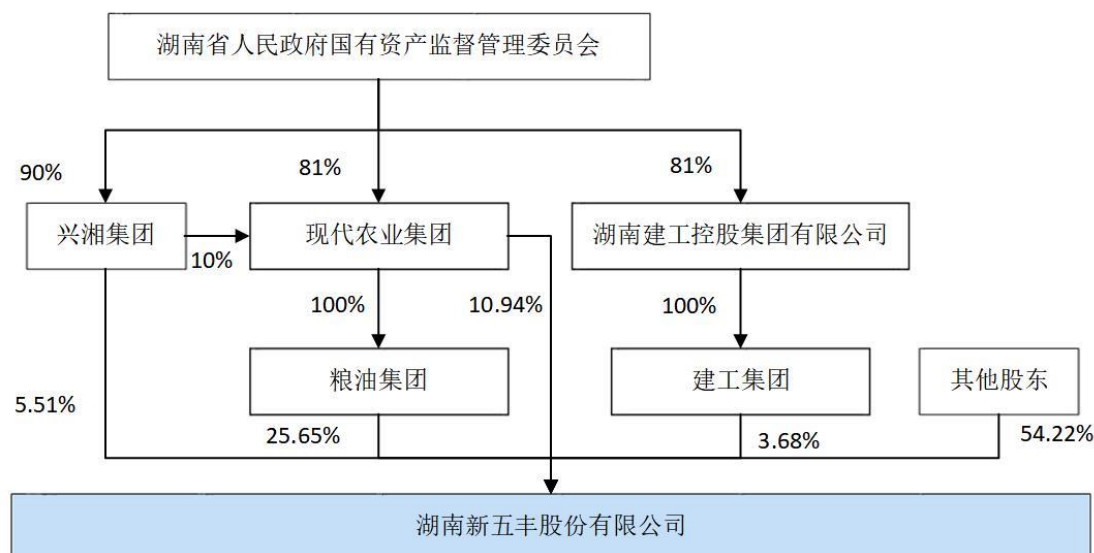 湖南省人民政府国有资产监督管理委员会
90%
81%
81%
兴湘集团
现代农业集团
湖南建工控股集团有限公司
10%
100%
10.94%
100%
粮油集团
建工集团
其他股东
5.51%
25.65%
3.68%
54.22%
湖南新五丰股份有限公司